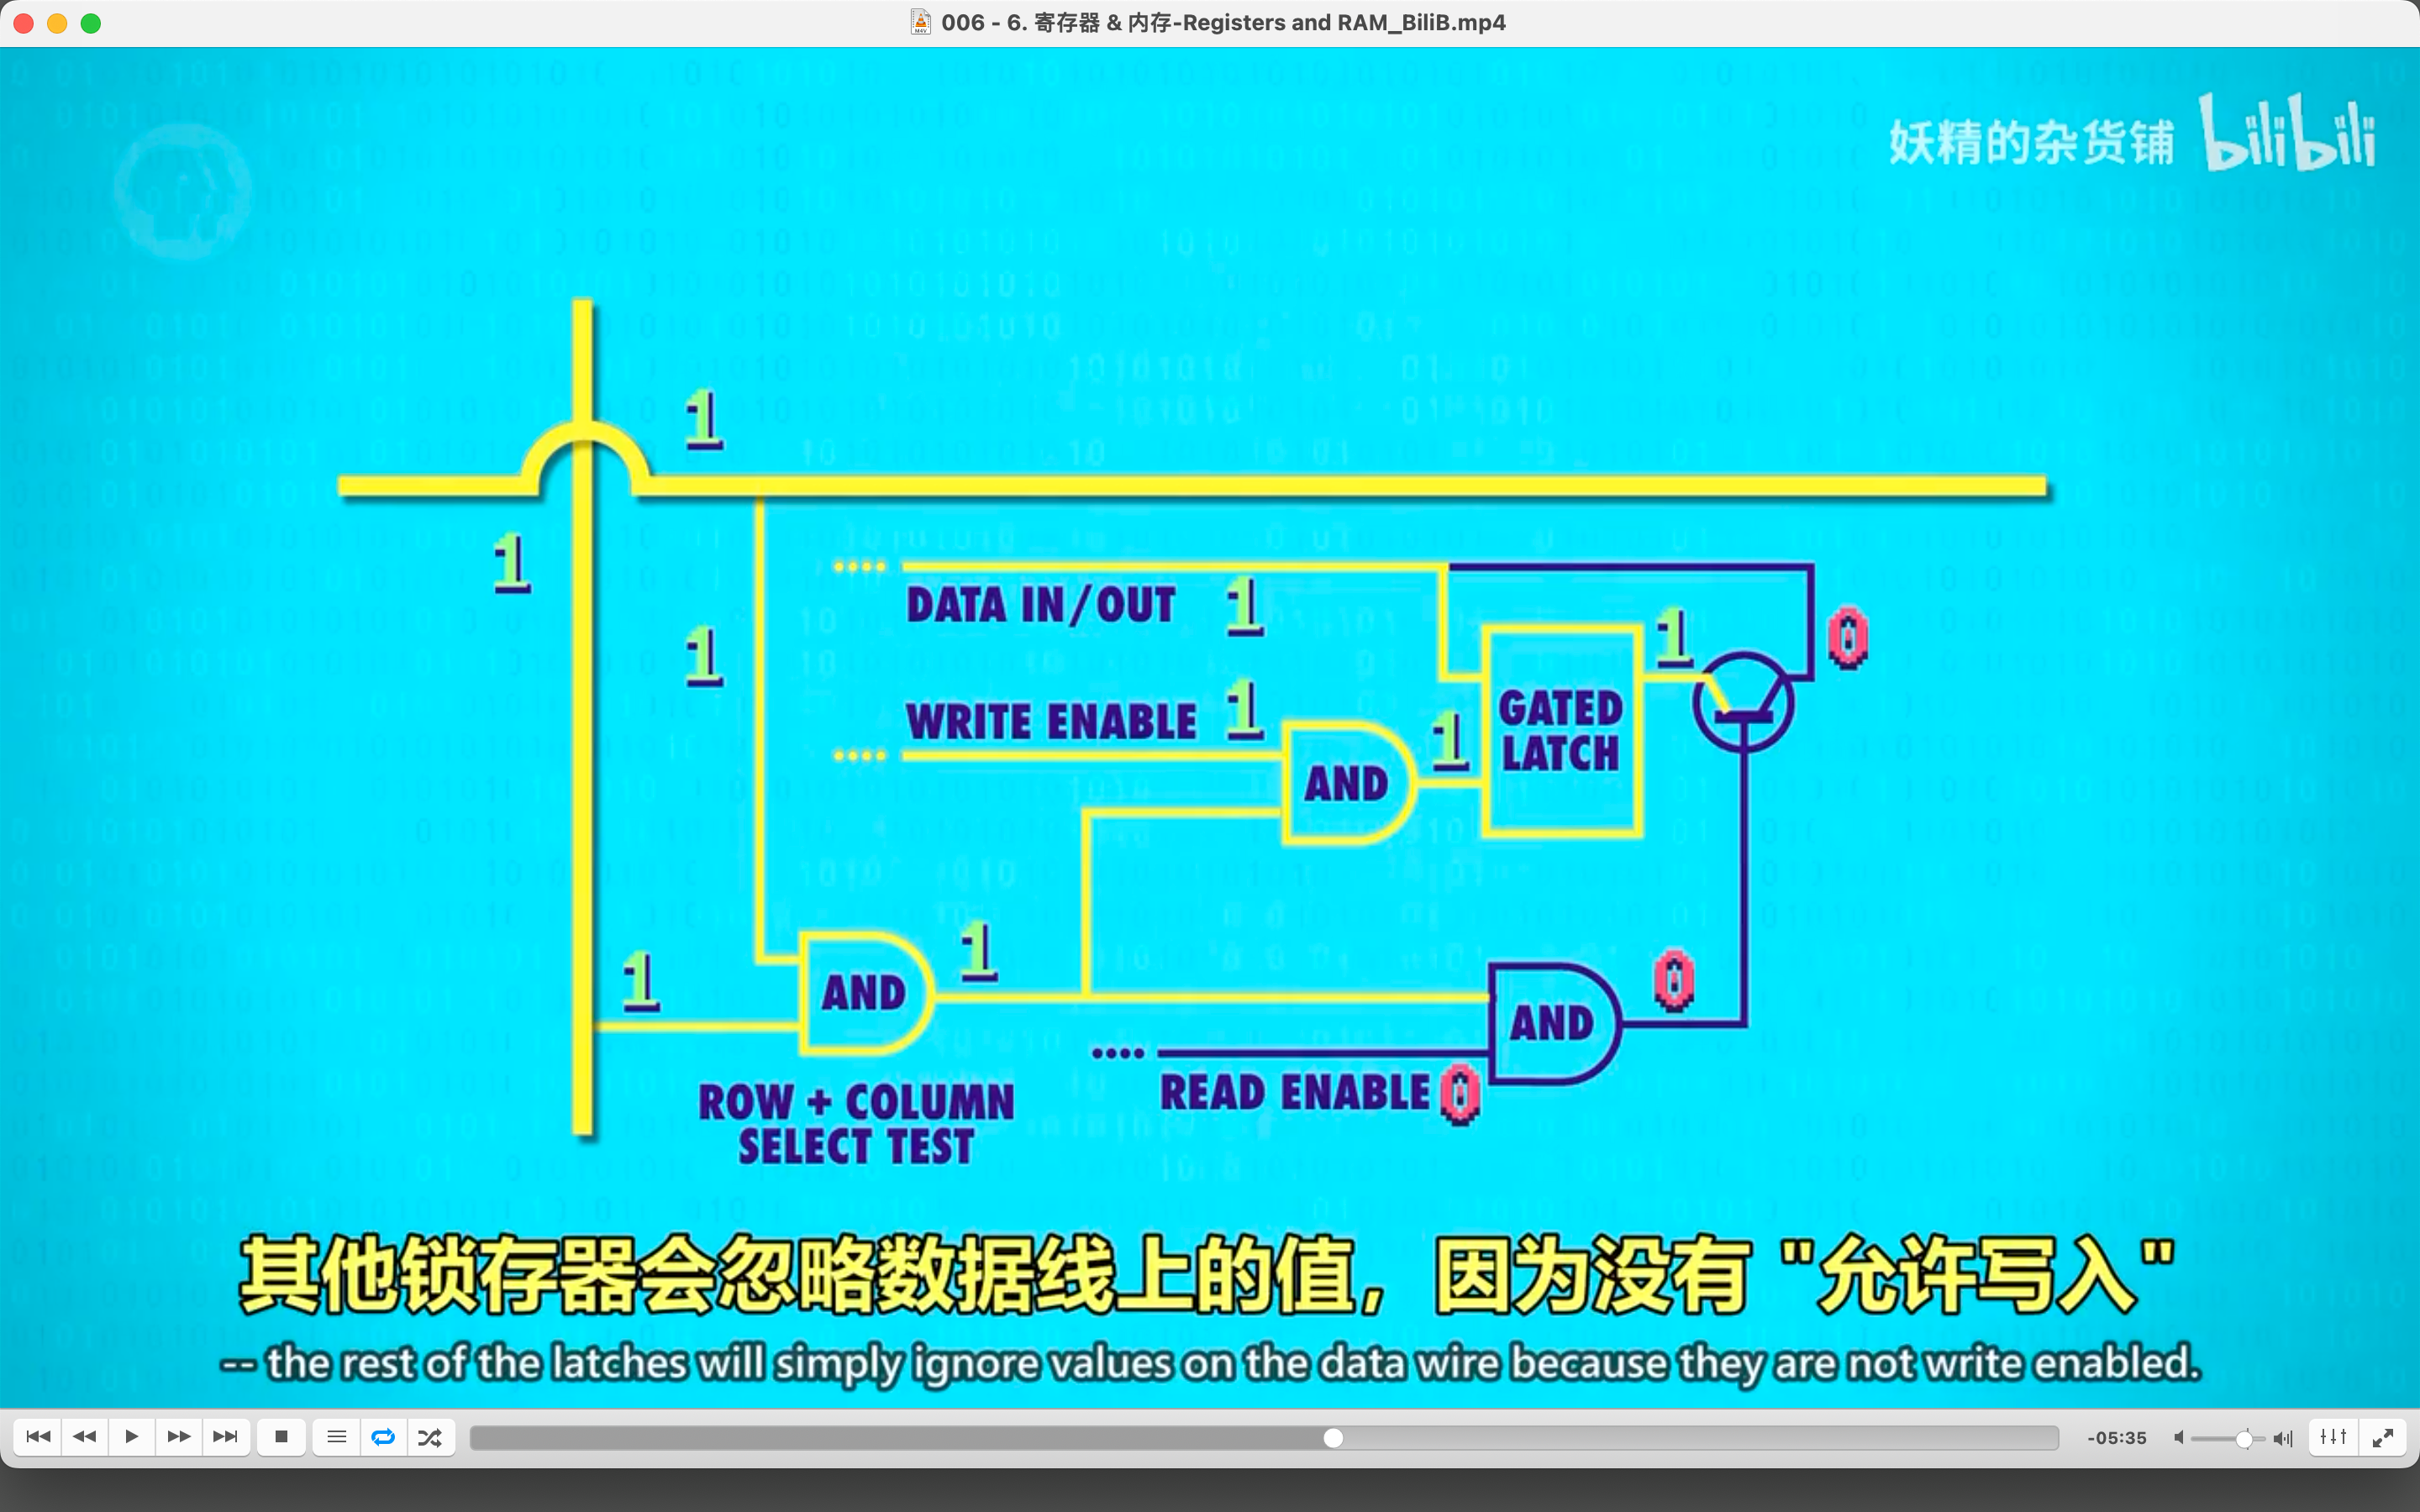 006 - 6. 寄存器 & 内存-Registers and RAM_BiliB.mp4
妖精的杂货铺 bilibili
1
1
DATA IN/OUT 1
1
1
0
WRITE ENABLE 1
1
GATED
LATCH
AND
1
1
AND
0
AND
READ ENABLE 0
ROW + COLUMN
SELECT TEST
其他锁存器会忽略数据线上的值，因为没有 "允许写入"
-- the rest of the latches will simply ignore values on the data wire because they are not write enabled.
-05:35